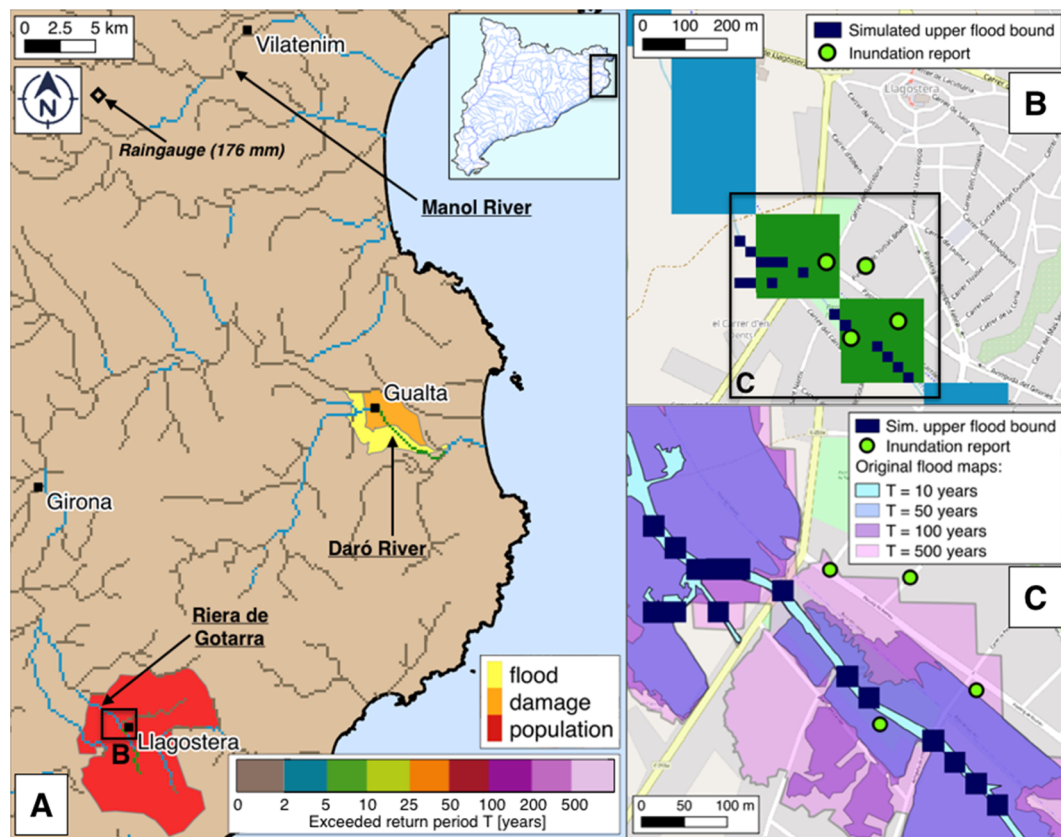 0 2.5 5 km
Vilatenim
N
Raingauge (176 mm)
Manol River
Gualta
Girona
Daró River
Riera de
Gotarra
B
Llagostera
flood
damage
population
0 2 5 10 25 50 100 200 500
Exceeded return period T [years]
A
0 100 200 m
Simulated upper flood bound
Inundation report
B
Llagostera
C
Sim. upper flood bound
Inundation report
Original flood maps:
T = 10 years
T = 50 years
T = 100 years
T = 500 years
C
0 50 100 m